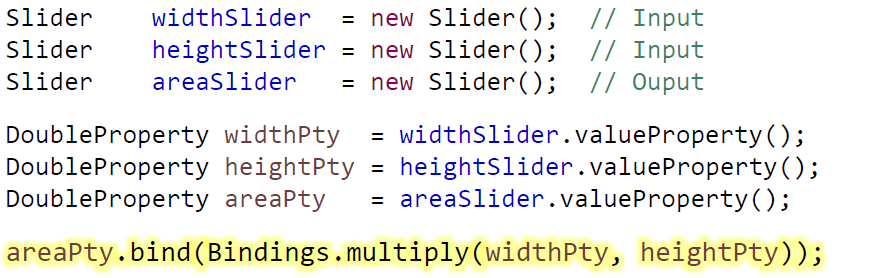 Slider    widthSlider  = new Slider();  // Input
Slider    heightSlider = new Slider();  // Input
Slider    areaSlider   = new Slider();  // Ouput
DoubleProperty widthPty  = widthSlider.valueProperty();
DoubleProperty heightPty = heightSlider.valueProperty();
DoubleProperty areaPty   = areaSlider.valueProperty();
areaPty.bind(Bindings.multiply(widthPty, heightPty));